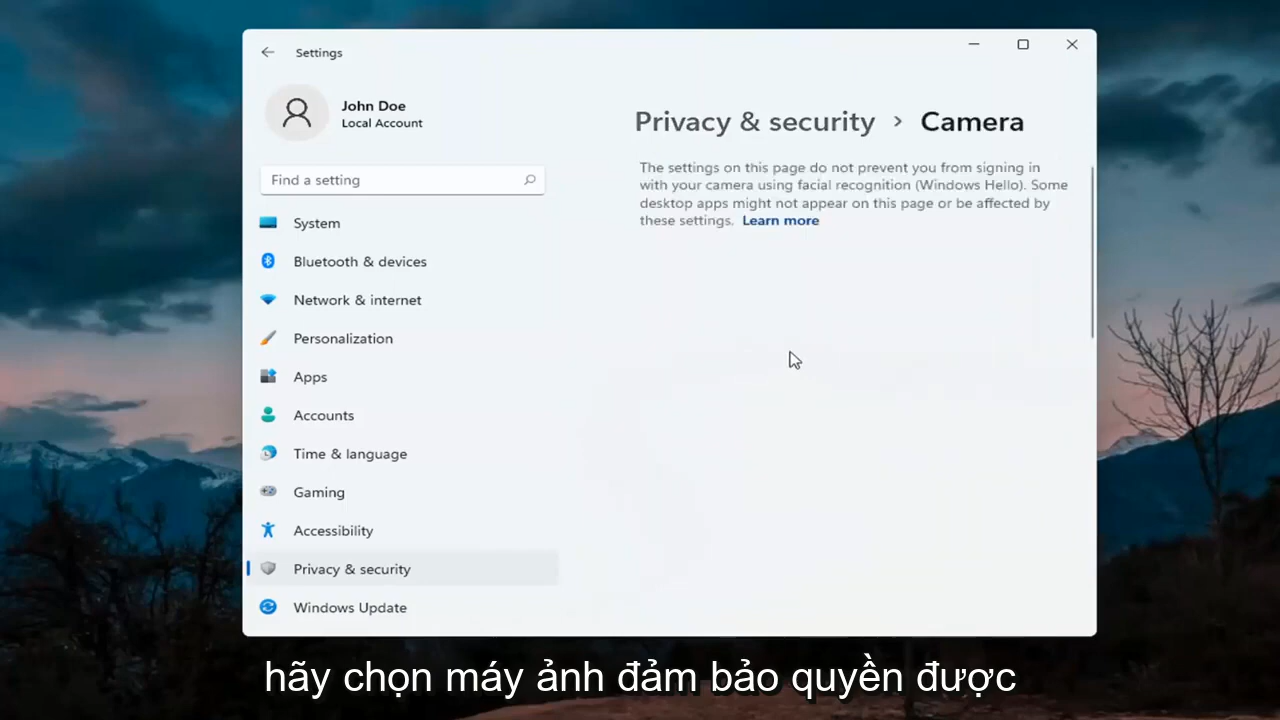 Settings
John Doe
Local Account
Find a setting
System
Bluetooth & devices
Network & internet
Personalization
Apps
Accounts
Time & language
Gaming
Accessibility
Privacy & security
Windows Update
Privacy & security > Camera
The settings on this page do not prevent you from signing in
with your camera using facial recognition (Windows Hello). Some
desktop apps might not appear on this page or be affected by
these settings. Learn more
hãy chọn máy ảnh đảm bảo quyền được